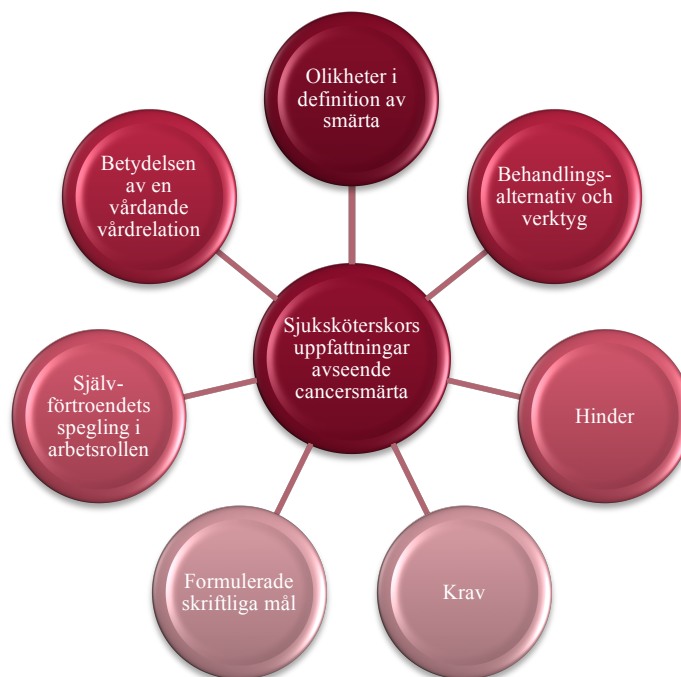 Olikheter i
definition av
smärta
Behandlings-
alternativ och
verktyg
Hinder
Krav
Formulerade
skriftliga mål
Själv-
förtroendets
spegling i
arbetsrollen
Betydelsen
av en
vårdande
vårdrelation
Sjuksköterskors
uppfattningar
avseende
cancersmärta